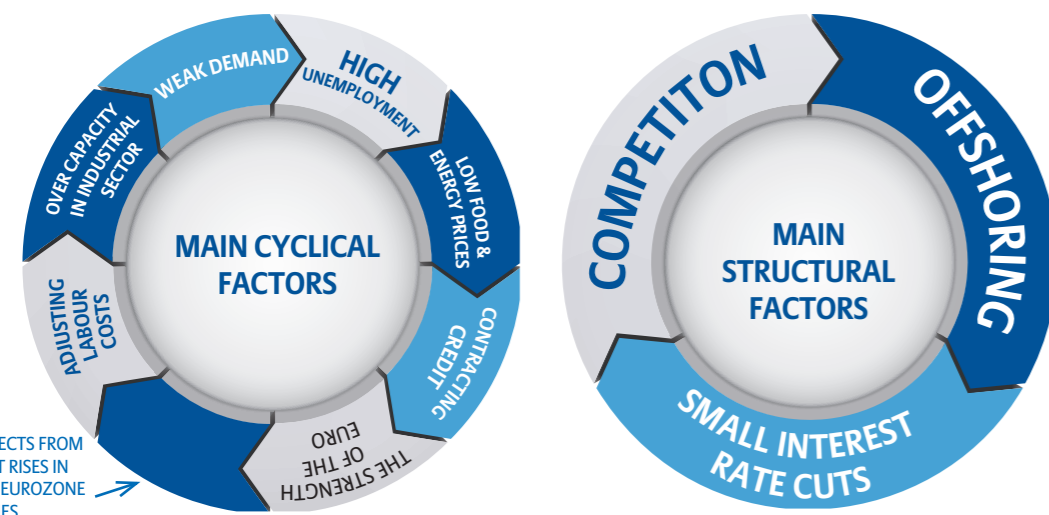 MAIN CYCLICAL
FACTORS
WEAK DEMAND
HIGH
UNEMPLOYMENT
LOW FOOD &
ENERGY PRICES
CONTRACTING
CREDIT
THE STRENGTH
OF THE
EURO
RISES IN
EUROZONE
ADJUSTING
LABOUR
COSTS
OVER CAPACITY
IN INDUSTRIAL
SECTOR
MAIN
STRUCTURAL
FACTORS
COMPETITON
OFFSHORING
SMALL INTEREST
RATE CUTS